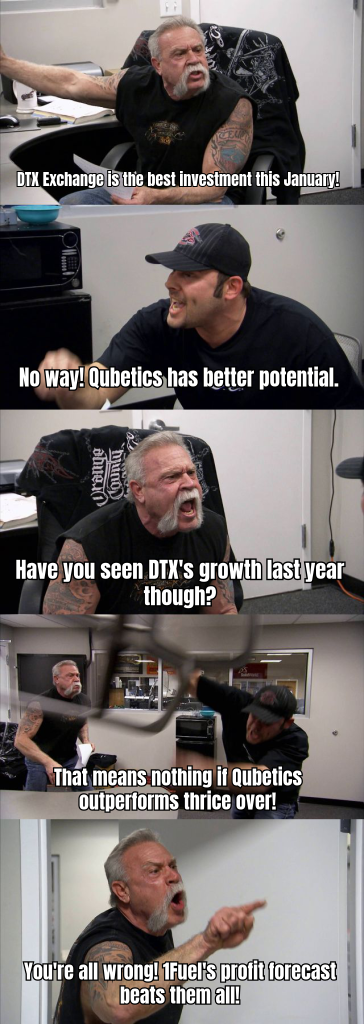 DTX Exchange is the best investment this January!
No way! Qubetics has better potential.
Orange
County
Have you seen DTX's growth last year
though?
That means nothing if Qubetics
outperforms thrice over!
You're all wrong! 1Fuel's profit forecast
beats them all!